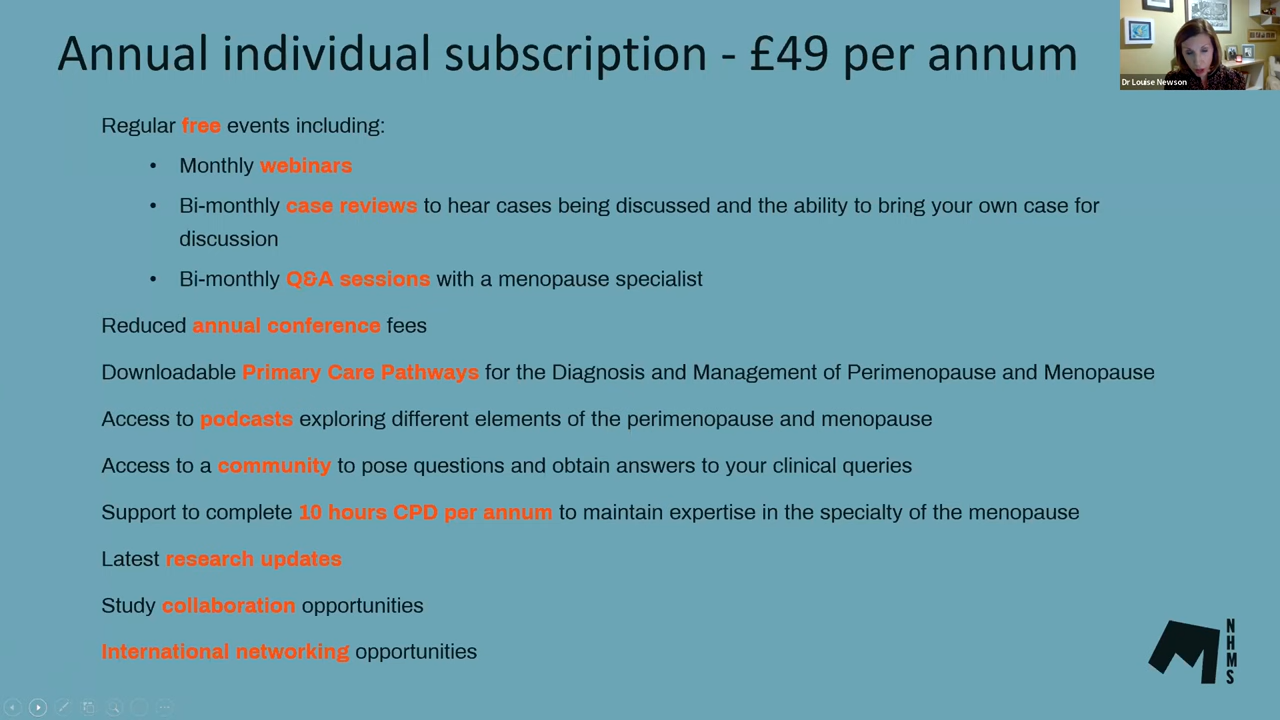 Annual individual subscription - £49 per annum
Dr Louise Newson
Regular free events including:
• Monthly webinars
• Bi-monthly case reviews to hear cases being discussed and the ability to bring your own case for
discussion
• Bi-monthly Q&A sessions with a menopause specialist
Reduced annual conference fees
Downloadable Primary Care Pathways for the Diagnosis and Management of Perimenopause and Menopause
Access to podcasts exploring different elements of the perimenopause and menopause
Access to a community to pose questions and obtain answers to your clinical queries
Support to complete 10 hours CPD per annum to maintain expertise in the specialty of the menopause
Latest research updates
Study collaboration opportunities
International networking opportunities
NHMS